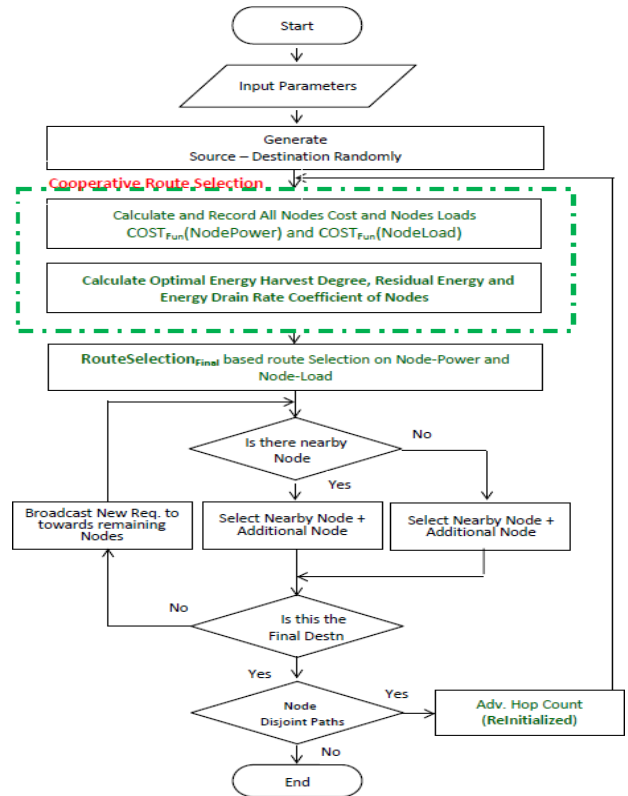 Start
Input Parameters
Generate
Source – Destination Randomly
Cooperative Route Selection
Calculate and Record All Nodes Cost and Nodes Loads
COSTFun(NodePower) and COSTFun(NodeLoad)
Calculate Optimal Energy Harvest Degree, Residual Energy and
Energy Drain Rate Coefficient of Nodes
RouteSelectionFinal based route Selection on Node-Power and
Node-Load
Is there nearby
Node
No
Yes
Broadcast New Req. to
towards remaining
Nodes
Select Nearby Node +
Additional Node
Select Nearby Node +
Additional Node
No
Is this the
Final Destn
Yes
Node
Disjoint Paths
Yes
Adv. Hop Count
(ReInitialized)
No
End